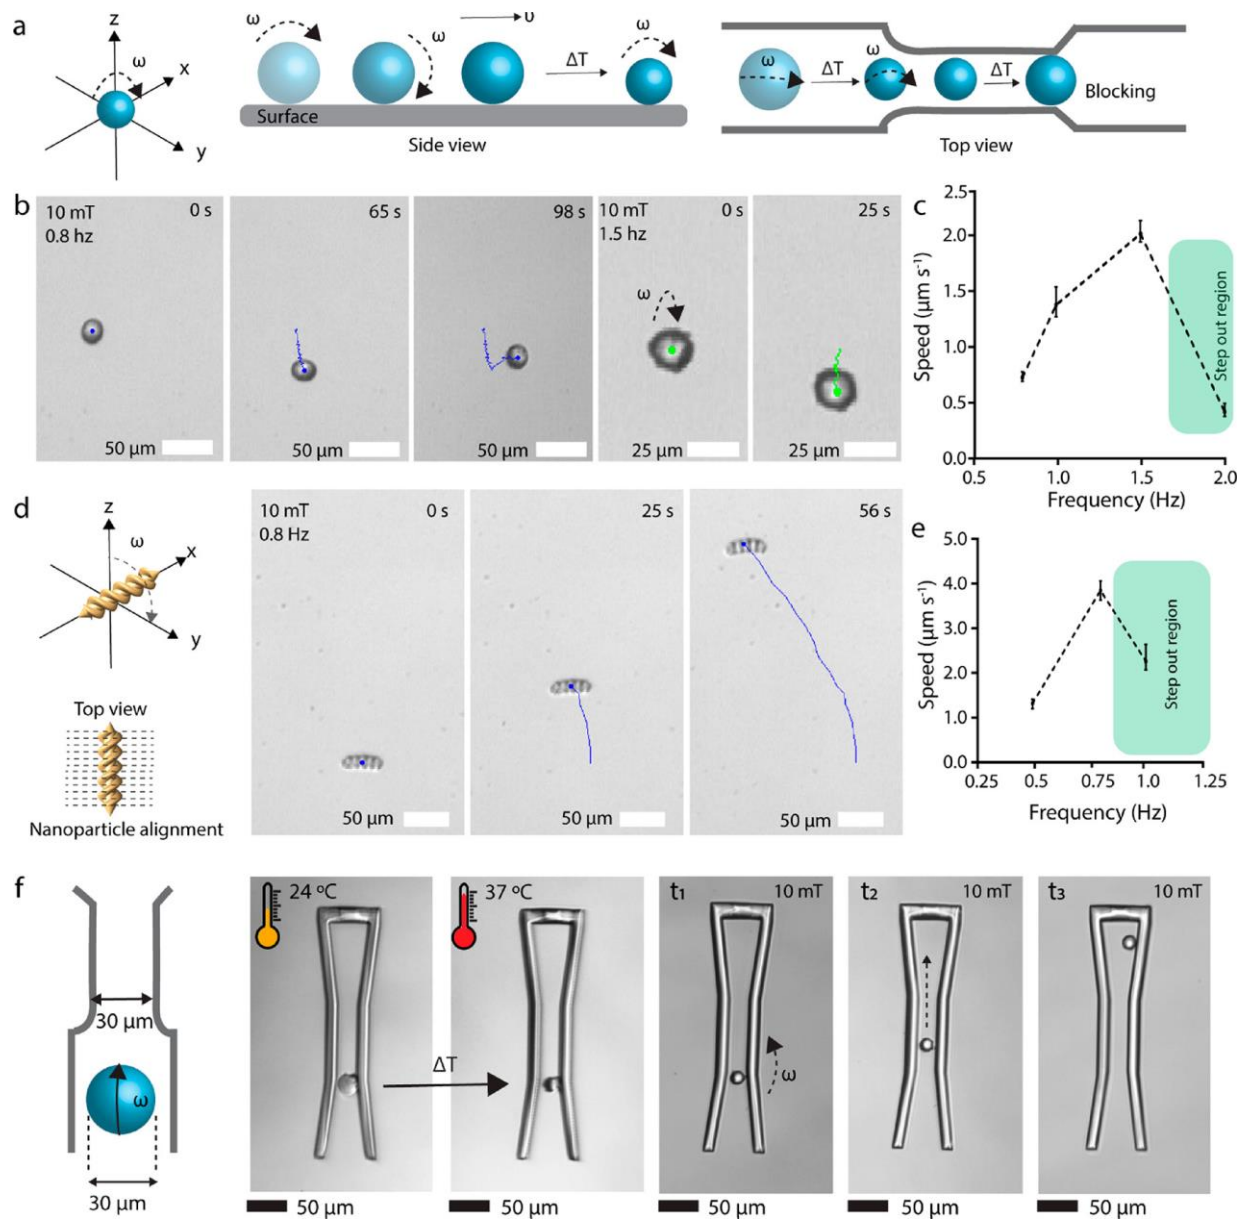 a
z
ω
x
y
ω
ω
υ
ΔT
ω
Surface
Side view
ω
ΔT
ω
ΔT
Blocking
Top view
b
10 mT
0.8 hz
0 s
50 µm
65 s
50 µm
98 s
50 µm
10 mT
1.5 hz
0 s
ω
25 µm
25 s
25 µm
c
Speed (µm s⁻¹)
2.5
2.0
1.5
1.0
0.5
0.0
Step out region
0.5 1.0 1.5 2.0
Frequency (Hz)
d
z
ω
x
y
Top view
Nanoparticle alignment
10 mT
0.8 Hz
0 s
50 µm
25 s
50 µm
56 s
50 µm
e
Speed (µm s⁻¹)
5.0
4.0
3.0
2.0
1.0
0.0
Step out region
0.25 0.5 0.75 1.0 1.25
Frequency (Hz)
f
30 µm
ω
30 µm
24 ºC
ΔT
50 µm
37 ºC
50 µm
t₁
10 mT
ω
50 µm
t₂
10 mT
50 µm
t₃
10 mT
50 µm